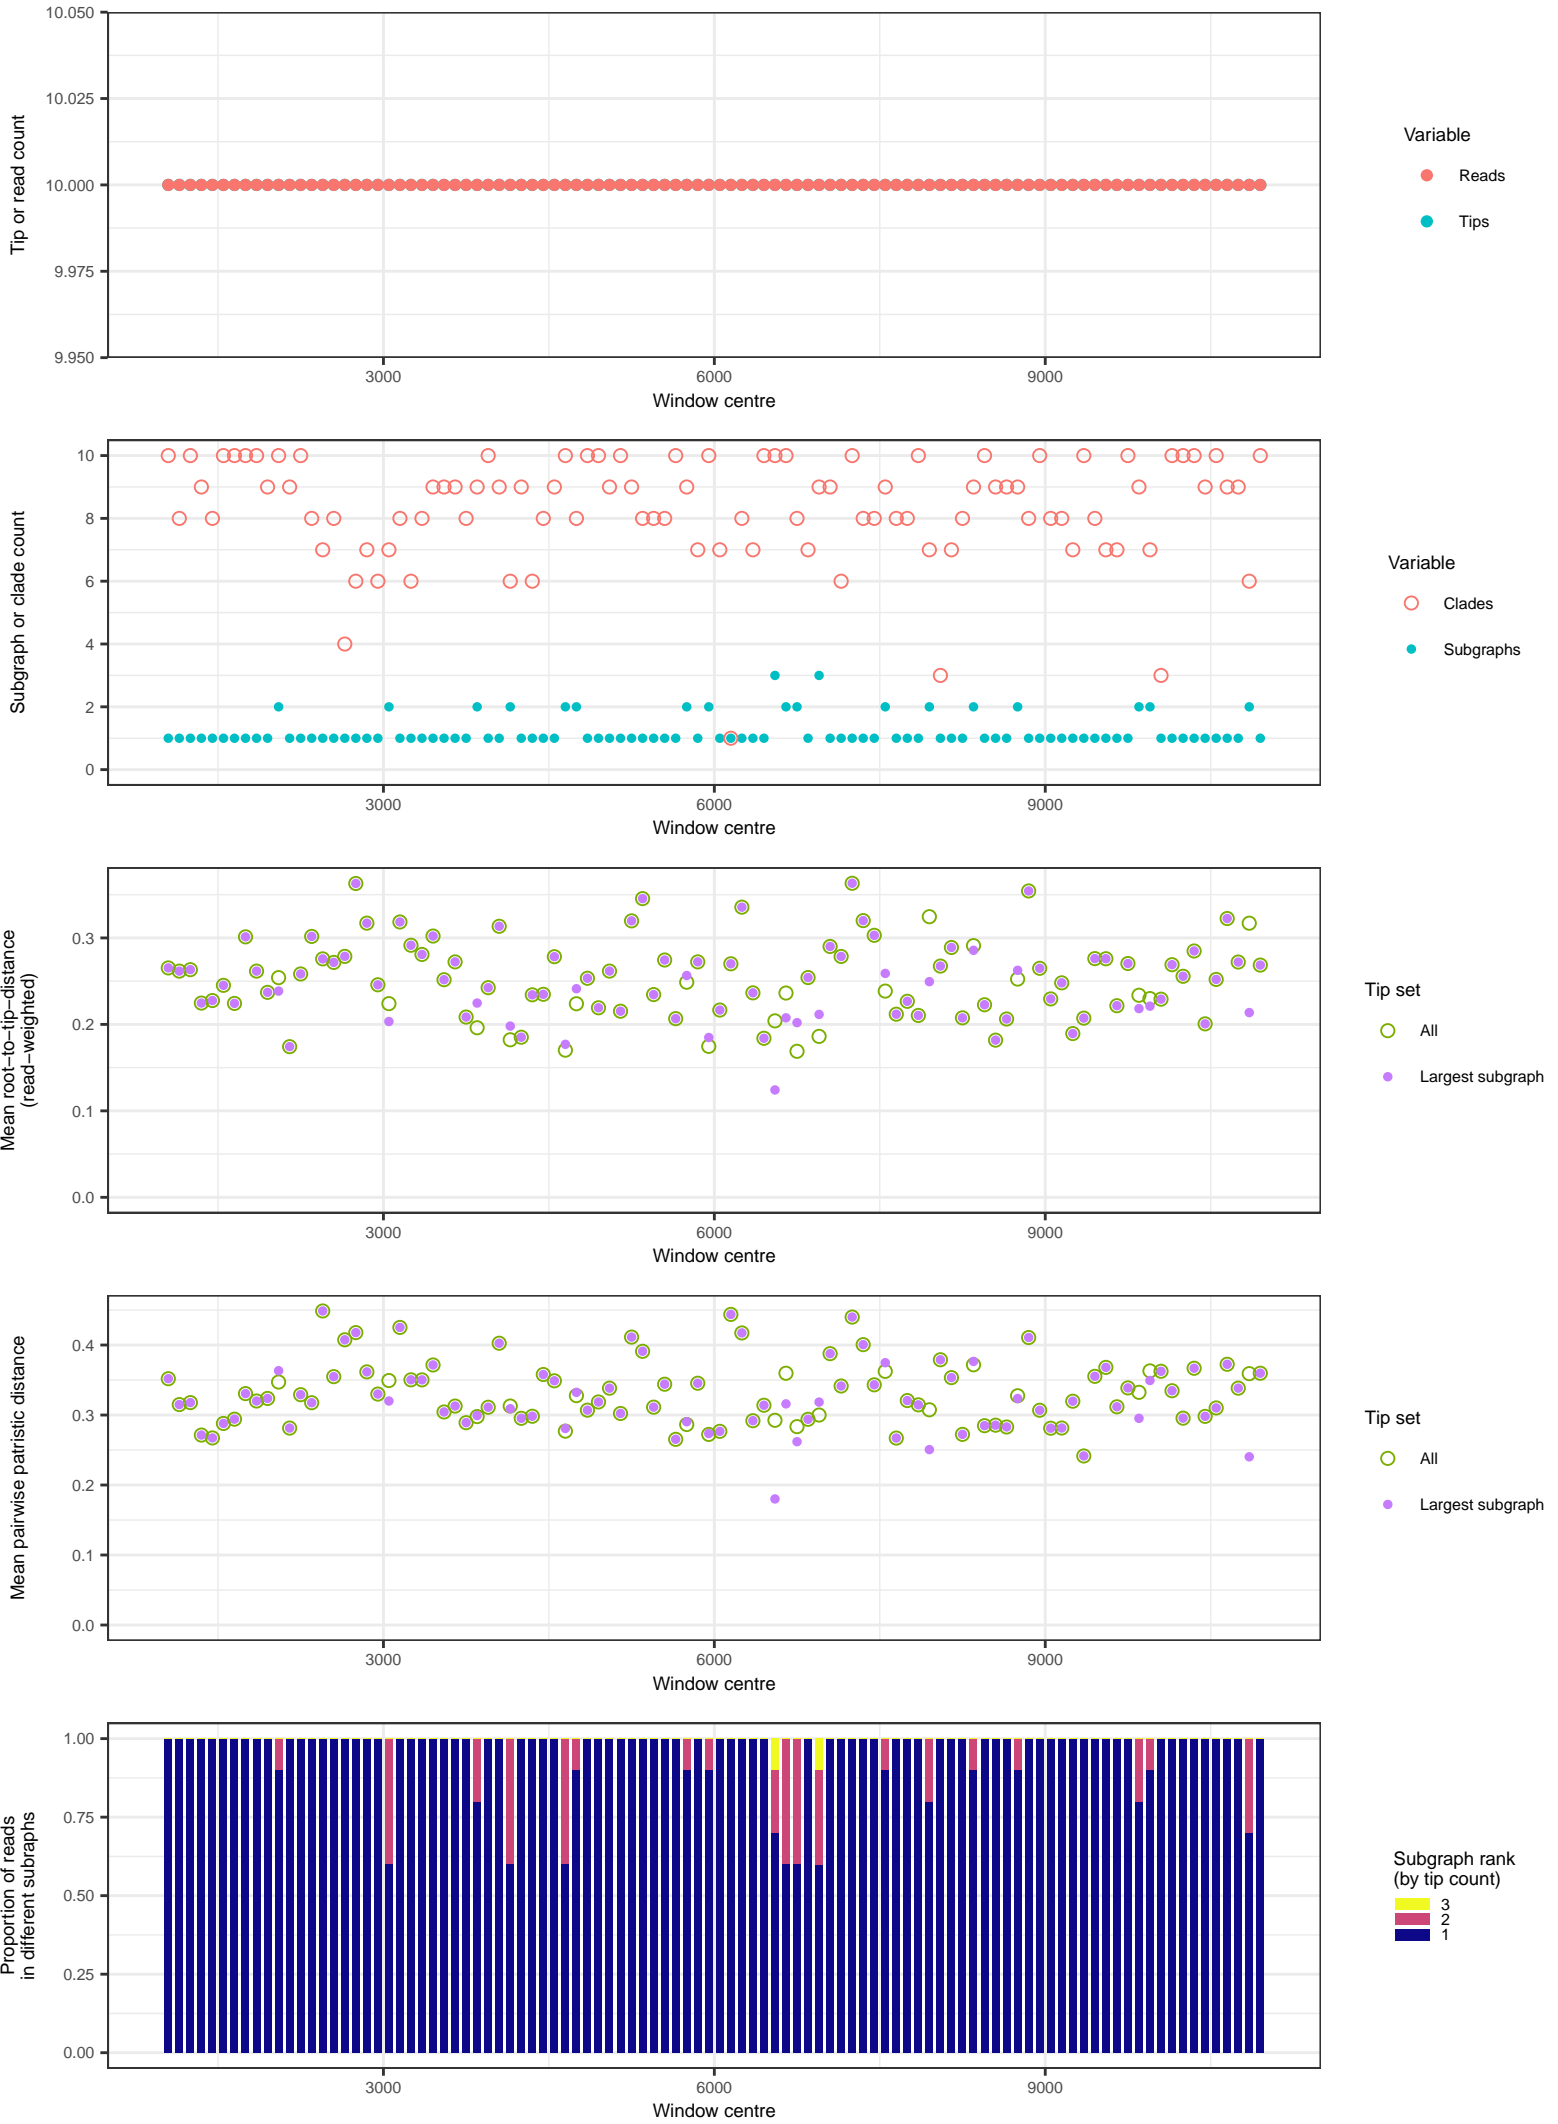 10.050
10.025
10.000
9.975
9.950
Tip or read count
3000 6000 9000
Window centre
Variable
Reads
Tips
10
8
6
4
2
0
Subgraph or clade count
3000 6000 9000
Window centre
Variable
Clades
Subgraphs
0.3
0.2
0.1
0.0
Mean root−to−tip−distance
(read−weighted)
3000 6000 9000
Window centre
Tip set
All
Largest subgraph
0.4
0.3
0.2
0.1
0.0
Mean pairwise patristic distance
3000 6000 9000
Window centre
Tip set
All
Largest subgraph
1.00
0.75
0.50
0.25
0.00
Proportion of reads
in different subraphs
3000 6000 9000
Window centre
Subgraph rank
(by tip count)
3
2
1